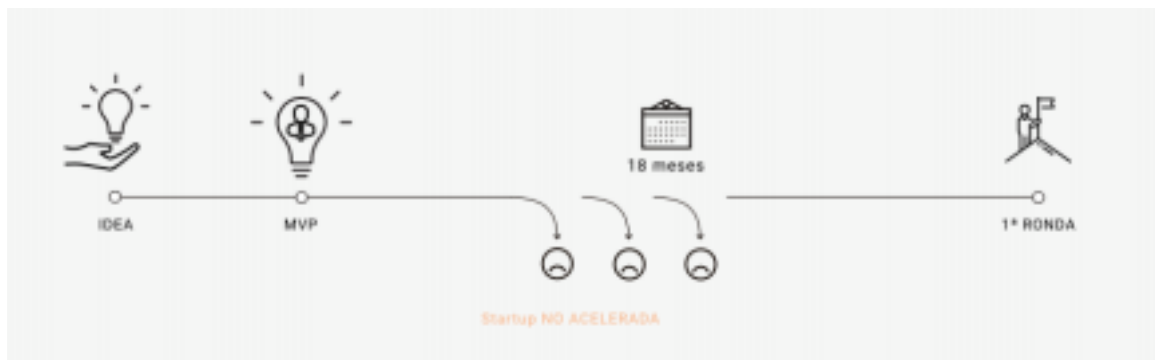 18 meses
IDEA
MVP
1ª RONDA
Startup NO ACELERADA